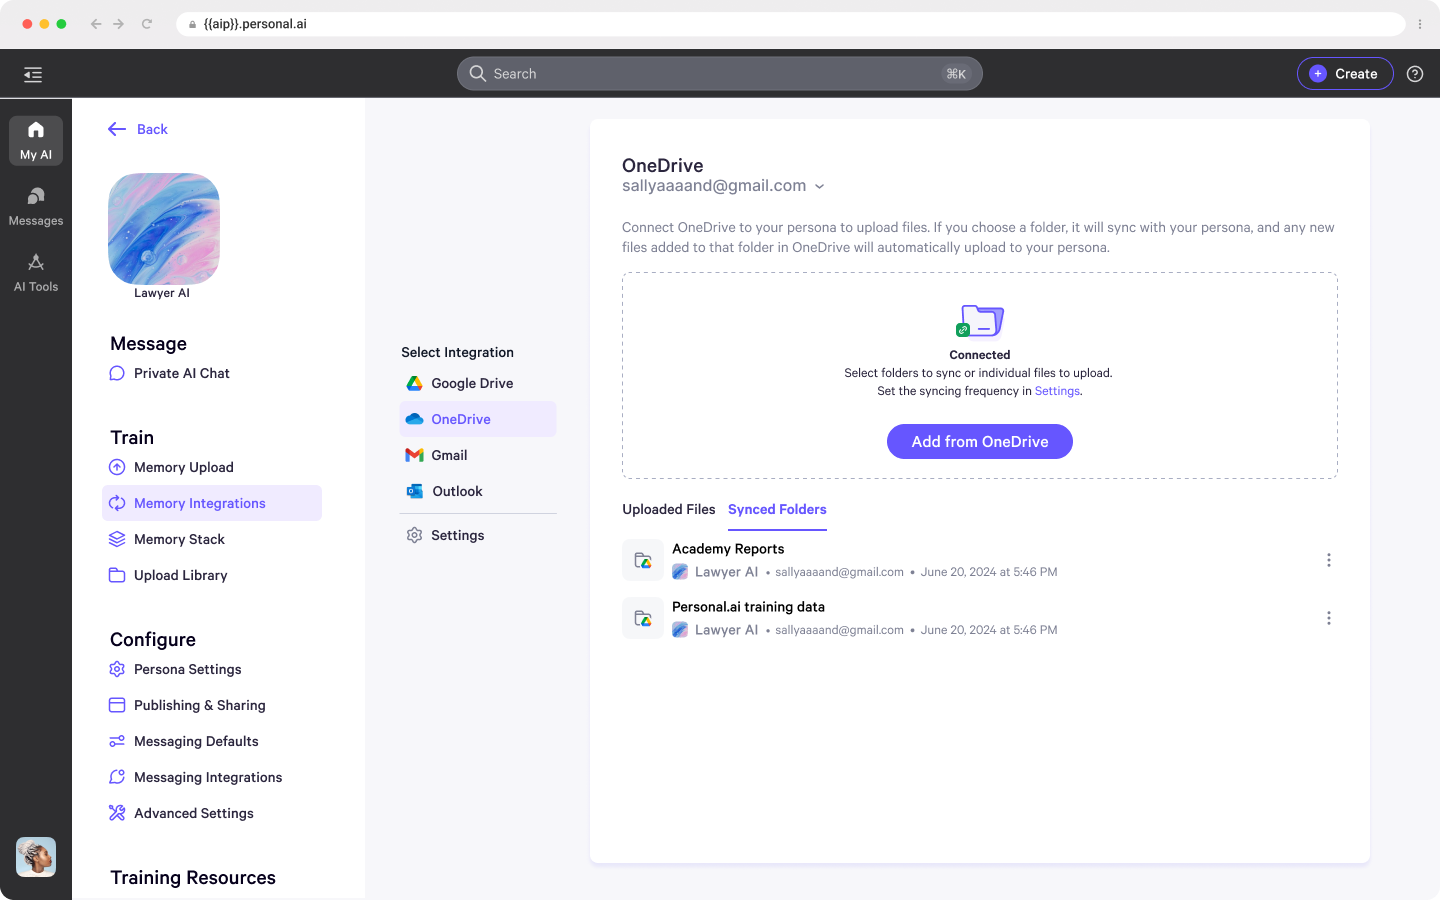 {{aip}}.personal.ai
Search
⌘K
+ Create
My AI
Messages
AI Tools
Back
Lawyer AI
Message
Private AI Chat
Train
Memory Upload
Memory Integrations
Memory Stack
Upload Library
Configure
Persona Settings
Publishing & Sharing
Messaging Defaults
Messaging Integrations
Advanced Settings
Training Resources
Select Integration
Google Drive
OneDrive
Gmail
Outlook
Settings
OneDrive
sallyaaaand@gmail.com
Connect OneDrive to your persona to upload files. If you choose a folder, it will sync with your persona, and any new
files added to that folder in OneDrive will automatically upload to your persona.
Connected
Select folders to sync or individual files to upload.
Set the syncing frequency in Settings.
Add from OneDrive
Uploaded Files Synced Folders
Academy Reports
Lawyer AI • sallyaaaand@gmail.com • June 20, 2024 at 5:46 PM
Personal.ai training data
Lawyer AI • sallyaaaand@gmail.com • June 20, 2024 at 5:46 PM